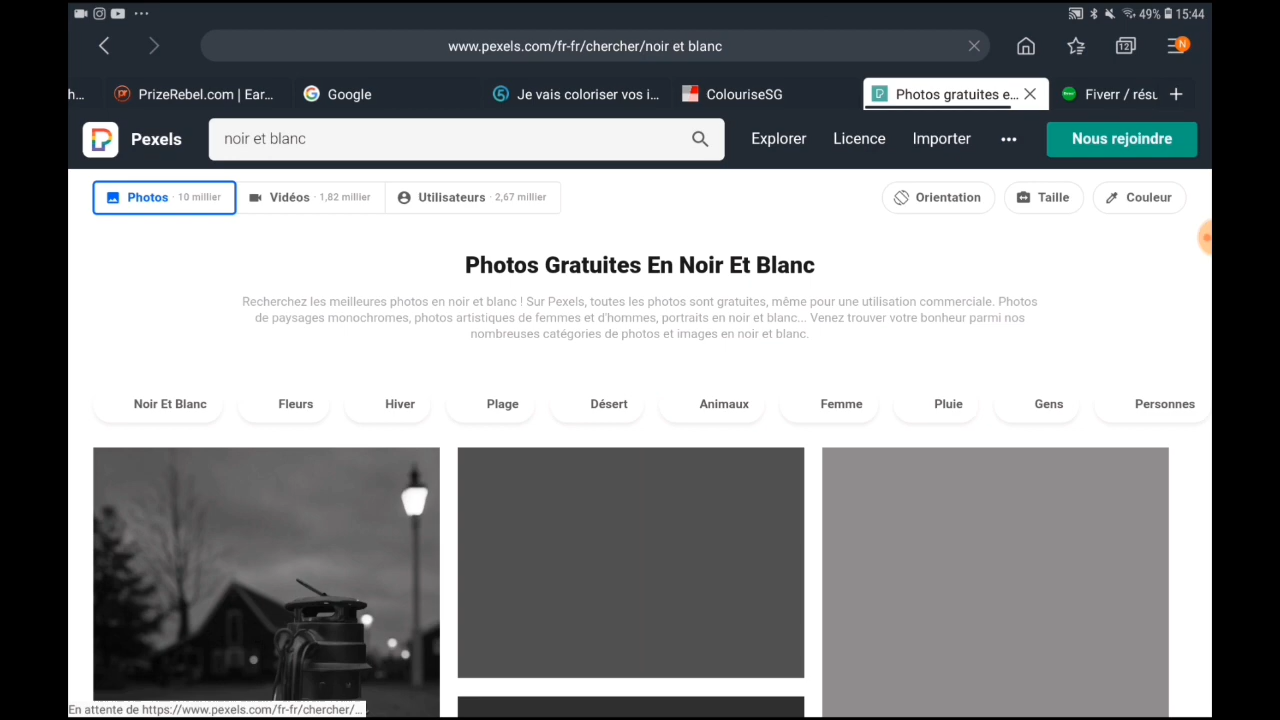 49% 15:44
www.pexels.com/fr-fr/chercher/noir et blanc
12
N
h...
PrizeRebel.com | Ear...
Google
Je vais coloriser vos i...
ColouriseSG
Photos gratuites e...
Fiverr / résu
Pexels
noir et blanc
Explorer
Licence
Importer
Nous rejoindre
Photos · 10 millier
Vidéos · 1,82 millier
Utilisateurs · 2,67 millier
Orientation
Taille
Couleur
Photos Gratuites En Noir Et Blanc
Recherchez les meilleures photos en noir et blanc ! Sur Pexels, toutes les photos sont gratuites, même pour une utilisation commerciale. Photos
de paysages monochromes, photos artistiques de femmes et d'hommes, portraits en noir et blanc... Venez trouver votre bonheur parmi nos
nombreuses catégories de photos et images en noir et blanc.
Noir Et Blanc
Fleurs
Hiver
Plage
Désert
Animaux
Femme
Pluie
Gens
Personnes
En attente de https://www.pexels.com/fr-fr/chercher/...